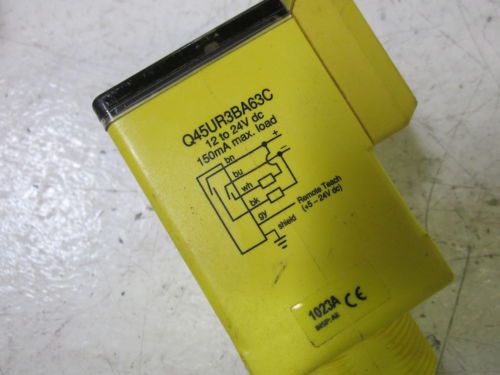 Q45UR3BA63C
12 to 24V dc
150mA max. load
bn
+
bu
−
wh
bk
gy
Remote Teach
(+5 – 24V dc)
shield
1023A
CE